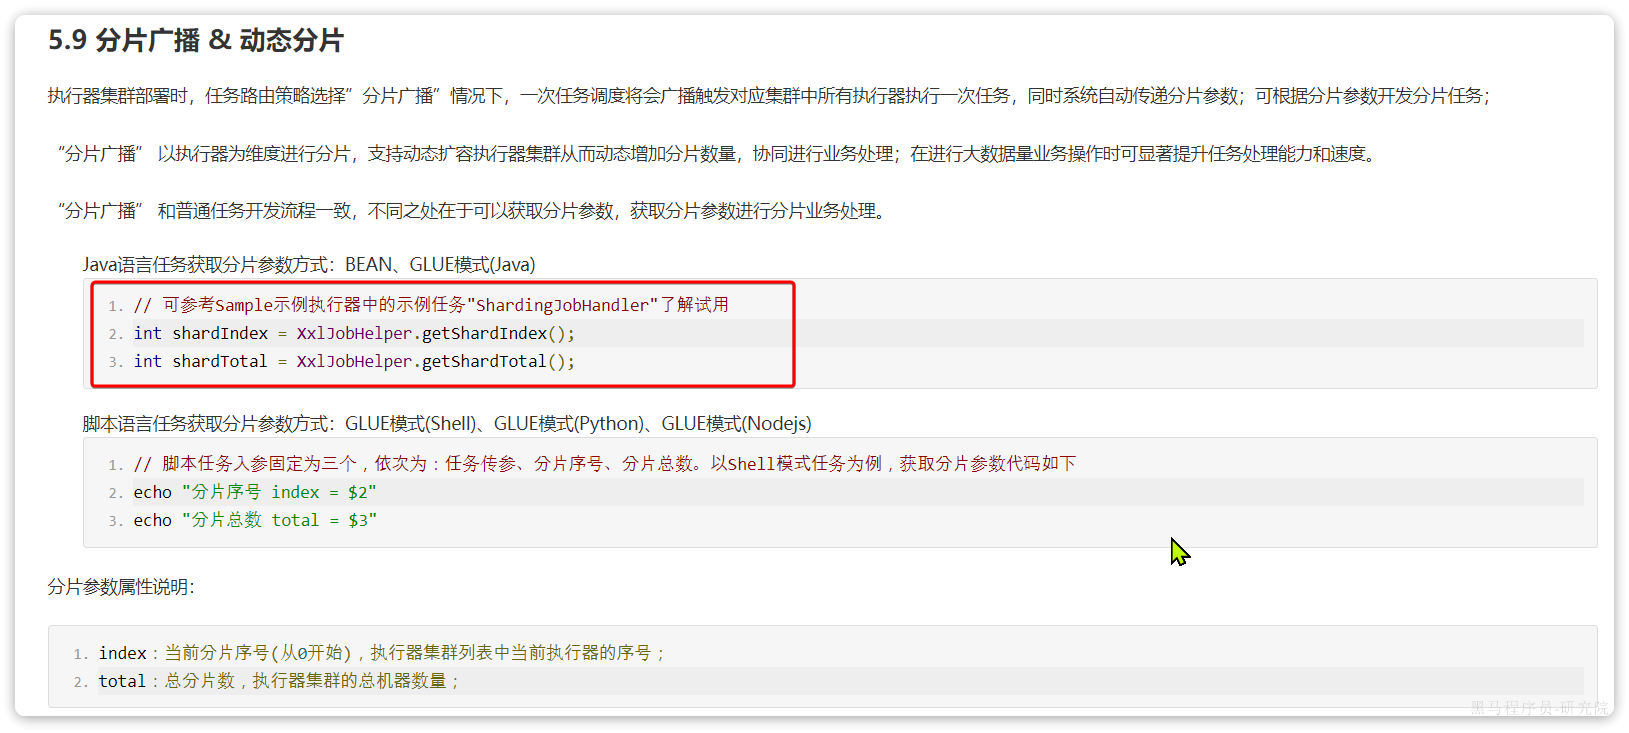 5.9 分片广播 & 动态分片
执行器集群部署时，任务路由策略选择”分片广播”情况下，一次任务调度将会广播触发对应集群中所有执行器执行一次任务，同时系统自动传递分片参数；可根据分片参数开发分片任务；
“分片广播” 以执行器为维度进行分片，支持动态扩容执行器集群从而动态增加分片数量，协同进行业务处理；在进行大数据量业务操作时可显著提升任务处理能力和速度。
“分片广播” 和普通任务开发流程一致，不同之处在于可以获取分片参数，获取分片参数进行分片业务处理。
Java语言任务获取分片参数方式：BEAN、GLUE模式(Java)
1. // 可参考Sample示例执行器中的示例任务"ShardingJobHandler"了解试用
2. int shardIndex = XxlJobHelper.getShardIndex();
3. int shardTotal = XxlJobHelper.getShardTotal();
脚本语言任务获取分片参数方式：GLUE模式(Shell)、GLUE模式(Python)、GLUE模式(Nodejs)
1. // 脚本任务入参固定为三个，依次为：任务传参、分片序号、分片总数。以Shell模式任务为例，获取分片参数代码如下
2. echo "分片序号 index = $2"
3. echo "分片总数 total = $3"
分片参数属性说明：
1. index：当前分片序号(从0开始)，执行器集群列表中当前执行器的序号；
2. total：总分片数，执行器集群的总机器数量；
黑马程序员-研究院